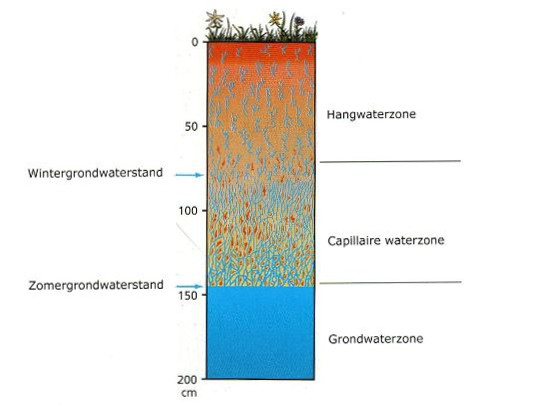 0
Hangwaterzone
50
Wintergrondwaterstand
100
Capillaire waterzone
Zomergrondwaterstand
150
Grondwaterzone
200
cm